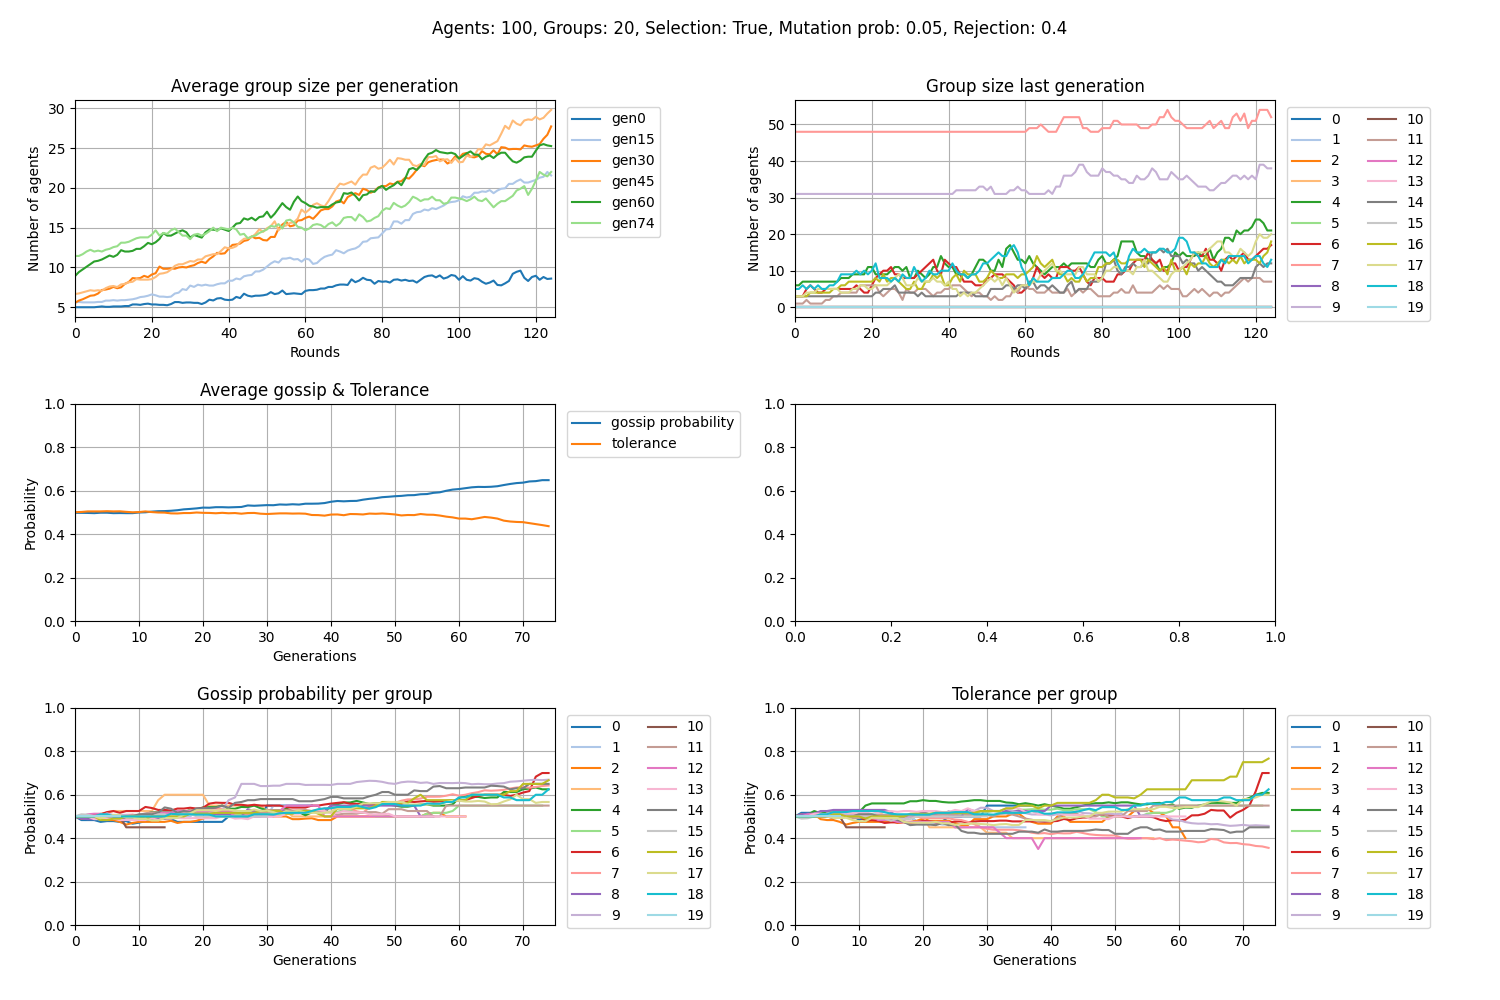 Agents: 100, Groups: 20, Selection: True, Mutation prob: 0.05, Rejection: 0.4
Average group size per generation
Number of agents
30
25
20
15
10
5
0 20 40 60 80 100 120
Rounds
gen0
gen15
gen30
gen45
gen60
gen74
Group size last generation
Number of agents
50
40
30
20
10
0
0 20 40 60 80 100 120
Rounds
0 10
1 11
2 12
3 13
4 14
5 15
6 16
7 17
8 18
9 19
Average gossip & Tolerance
Probability
1.0
0.8
0.6
0.4
0.2
0.0
0 10 20 30 40 50 60 70
Generations
gossip probability
tolerance
1.0
0.8
0.6
0.4
0.2
0.0
0.0 0.2 0.4 0.6 0.8 1.0
Gossip probability per group
Probability
1.0
0.8
0.6
0.4
0.2
0.0
0 10 20 30 40 50 60 70
Generations
0 10
1 11
2 12
3 13
4 14
5 15
6 16
7 17
8 18
9 19
Tolerance per group
Probability
1.0
0.8
0.6
0.4
0.2
0.0
0 10 20 30 40 50 60 70
Generations
0 10
1 11
2 12
3 13
4 14
5 15
6 16
7 17
8 18
9 19